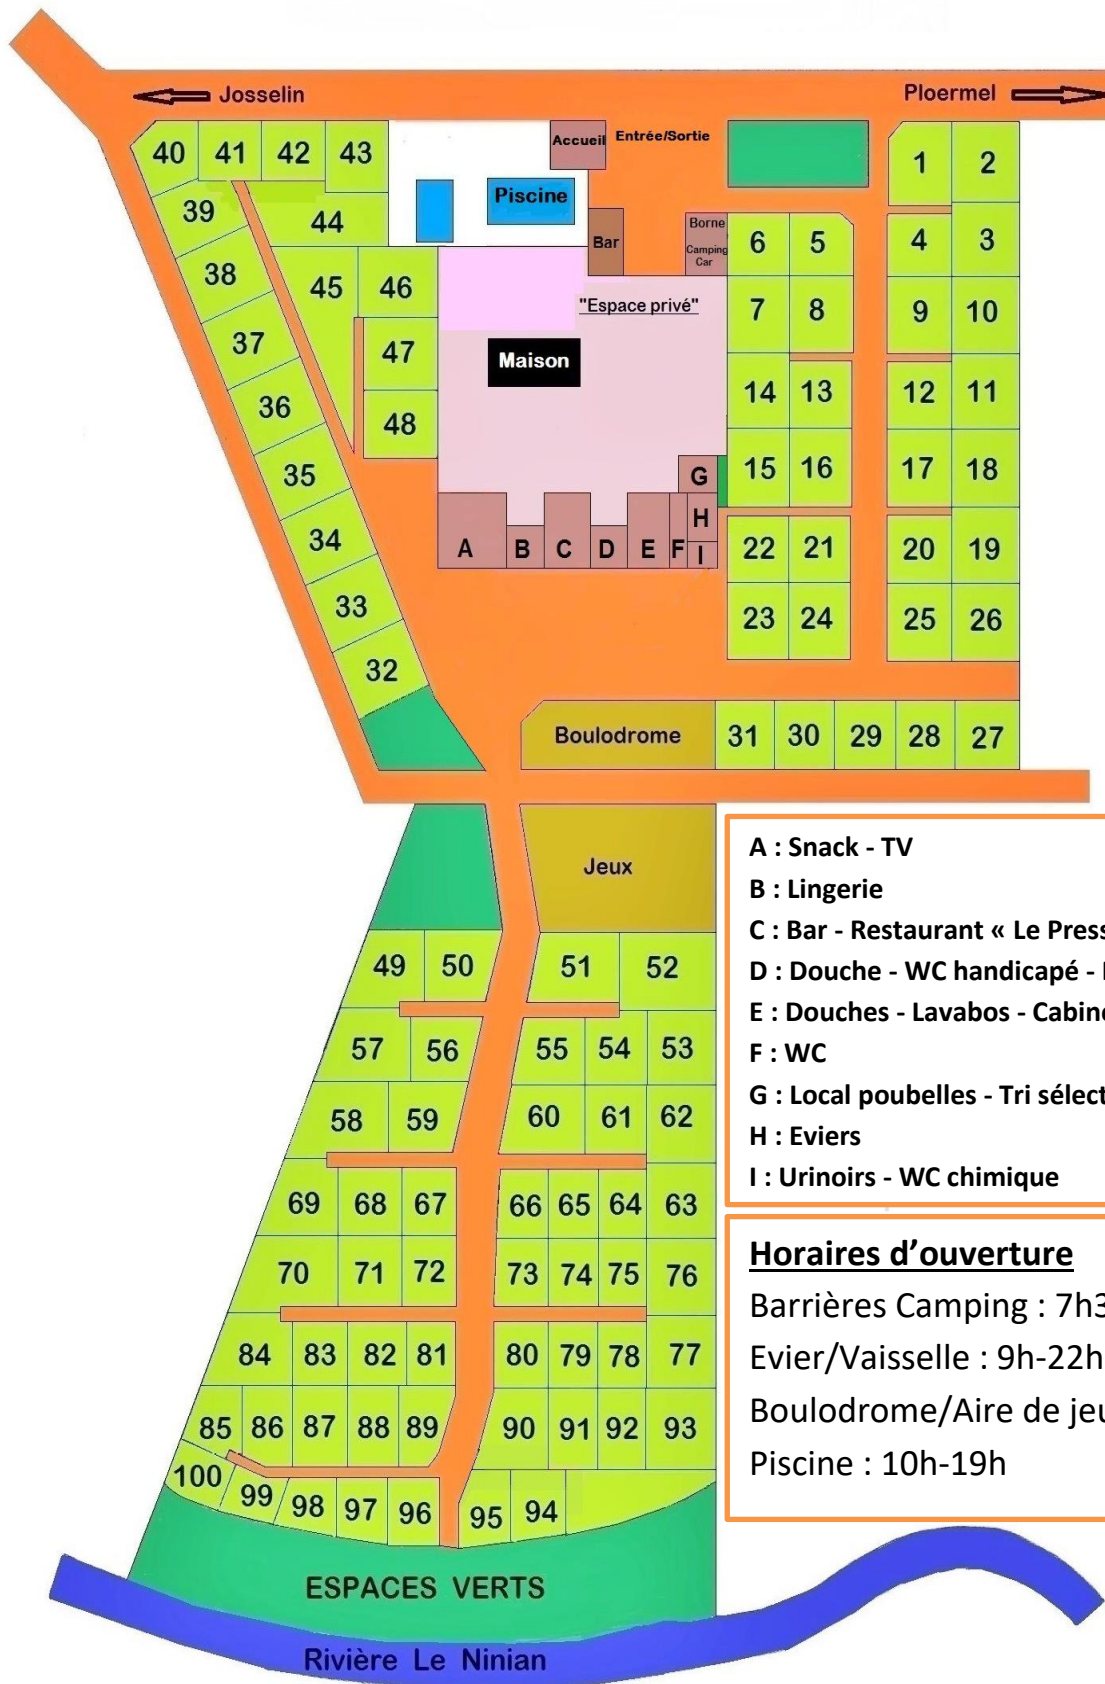 Josselin
Ploermel
Accueil
Entrée/Sortie
40 41 42 43
1 2
39
Piscine
44
Bar
Borne
Camping
Car
6 5
4 3
38
45 46
"Espace privé"
7 8
9 10
37
47
Maison
36
48
14 13
12 11
35
G
15 16
17 18
34
H
A B C D E F I
22 21
20 19
33
23 24
25 26
32
Boulodrome
31 30 29 28 27
Jeux
49 50 51 52
57 56 55 54 53
58 59 60 61 62
69 68 67 66 65 64 63
70 71 72 73 74 75 76
84 83 82 81 80 79 78 77
85 86 87 88 89 90 91 92 93
100 99 98 97 96 95 94
ESPACES VERTS
Rivière Le Ninian
A : Snack - TV
B : Lingerie
C : Bar - Restaurant « Le Press
D : Douche - WC handicapé -
E : Douches - Lavabos - Cabin
F : WC
G : Local poubelles - Tri sélect
H : Eviers
I : Urinoirs - WC chimique
Horaires d’ouverture
Barrières Camping : 7h3
Evier/Vaisselle : 9h-22h
Boulodrome/Aire de jeu
Piscine : 10h-19h